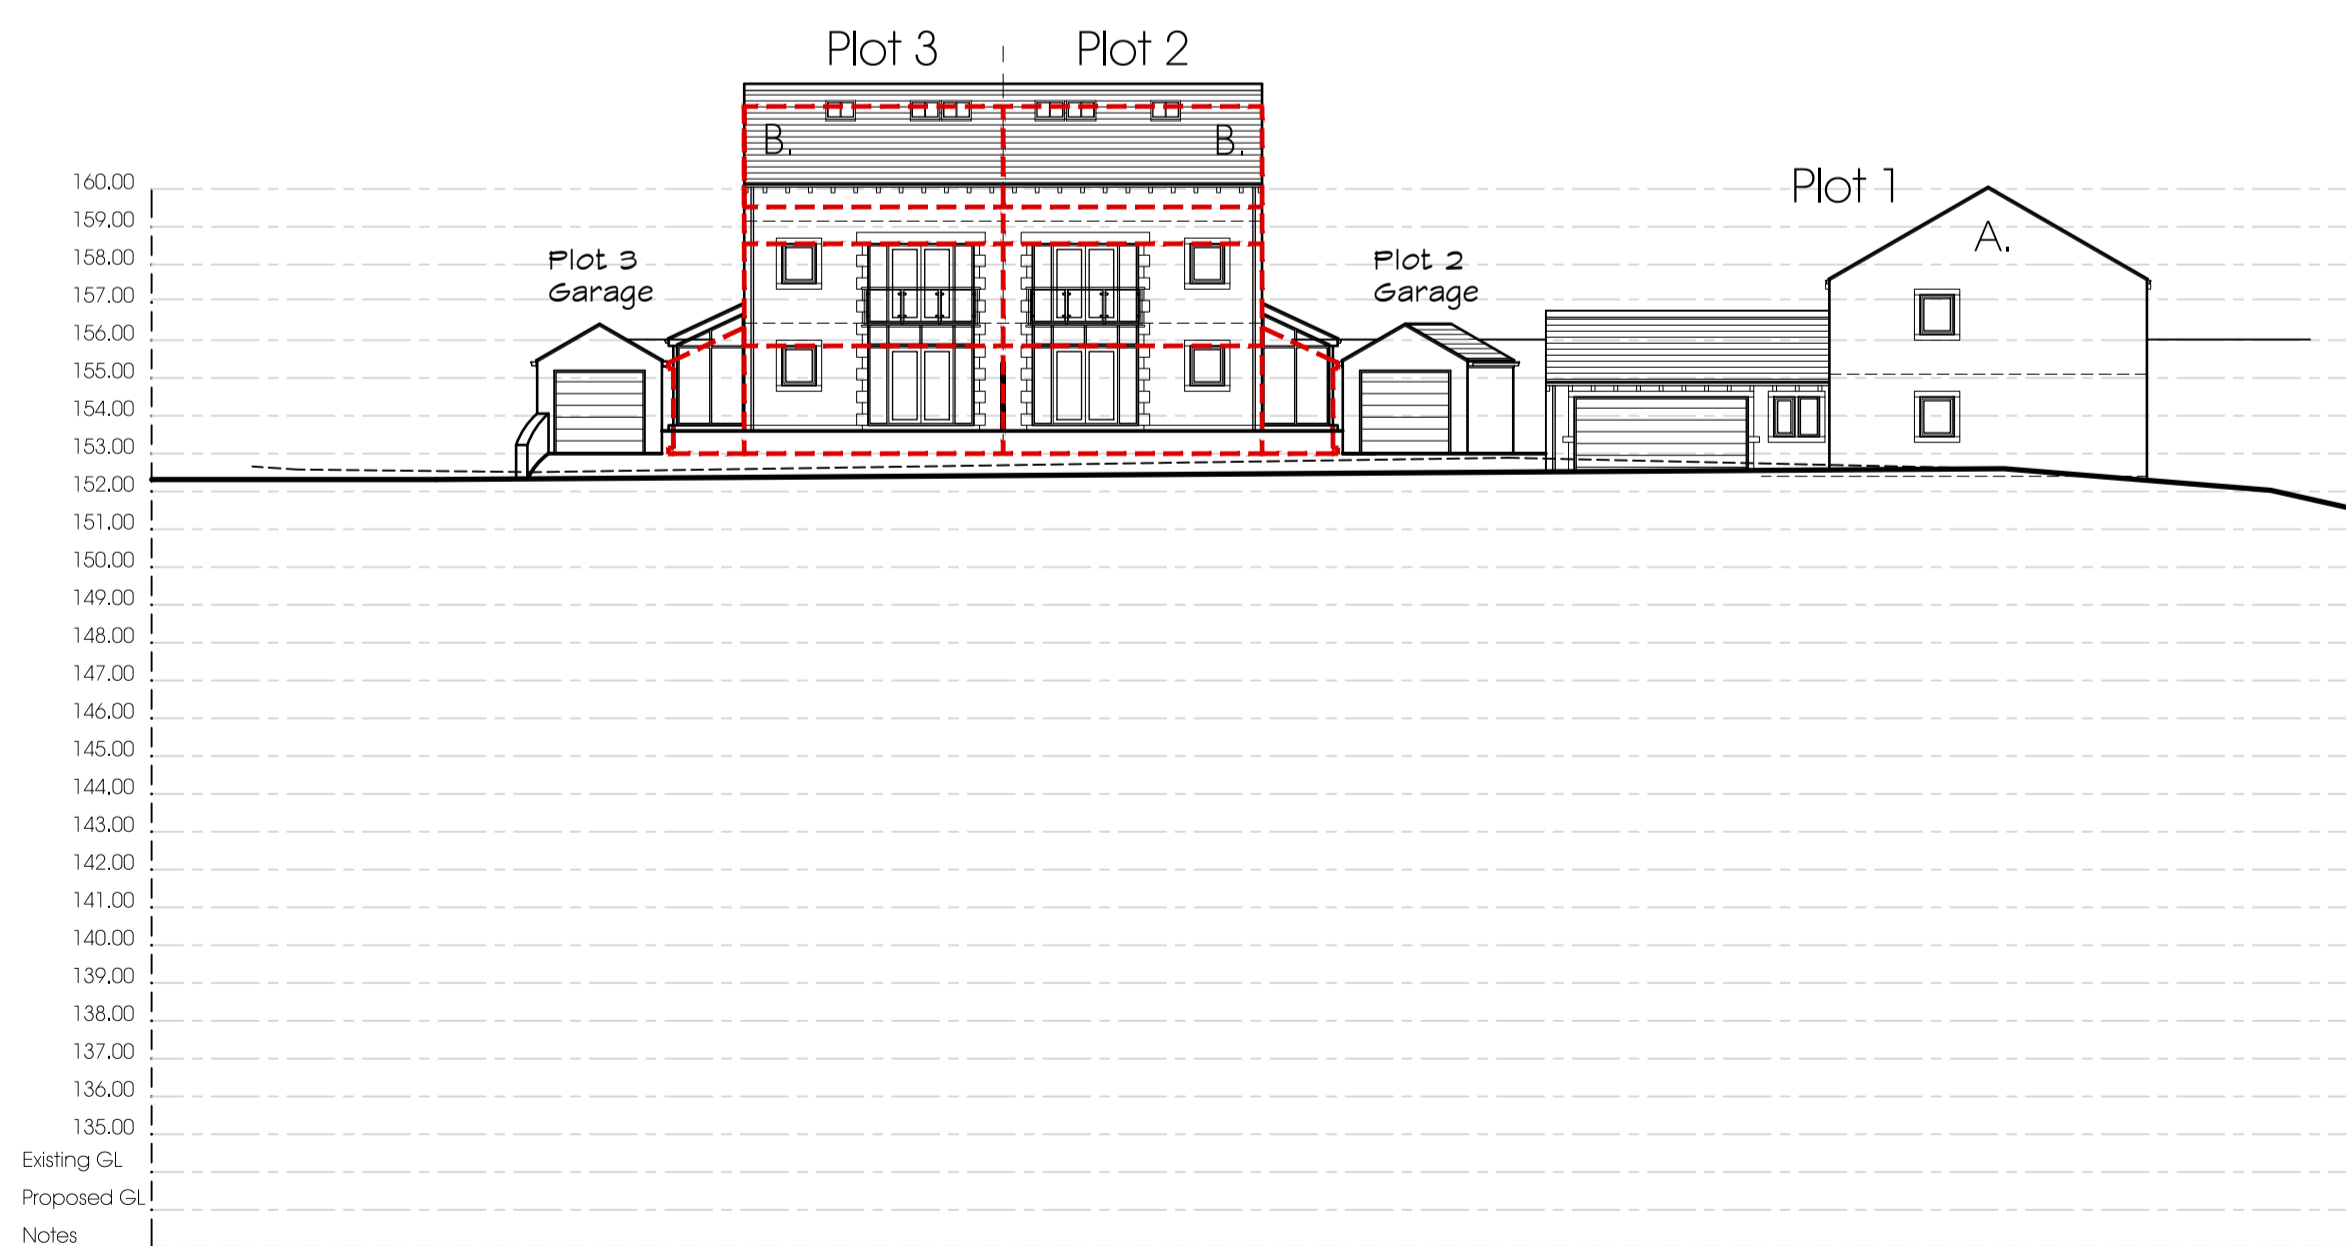 Plot 3
Plot 2
B.
B.
Plot 1
A.
Plot 3
Garage
Plot 2
Garage
160.00
159.00
158.00
157.00
156.00
155.00
154.00
153.00
152.00
151.00
150.00
149.00
148.00
147.00
146.00
145.00
144.00
143.00
142.00
141.00
140.00
139.00
138.00
137.00
136.00
135.00
Existing GL
Proposed GL
Notes